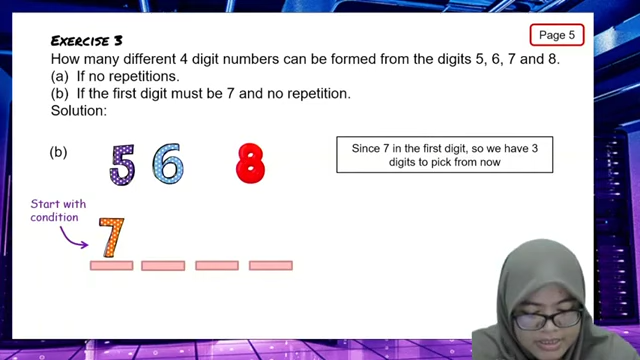 EXERCISE 3
Page 5
How many different 4 digit numbers can be formed from the digits 5, 6, 7 and 8.
(a) If no repetitions.
(b) If the first digit must be 7 and no repetition.
Solution:
(b)
5 6 8
Since 7 in the first digit, so we have 3
digits to pick from now
Start with
condition
7